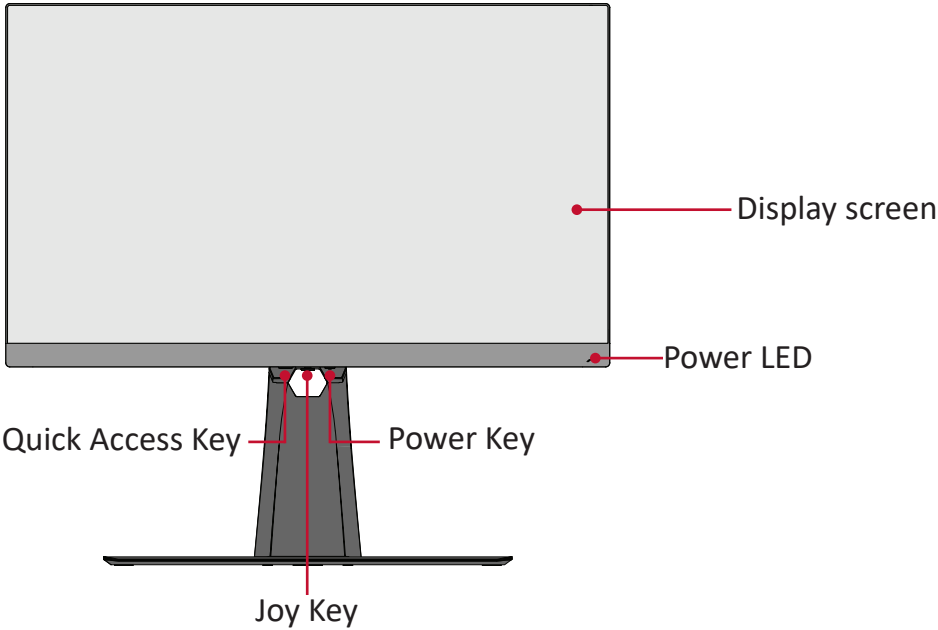 Display screen
Power LED
Quick Access Key
Power Key
Joy Key